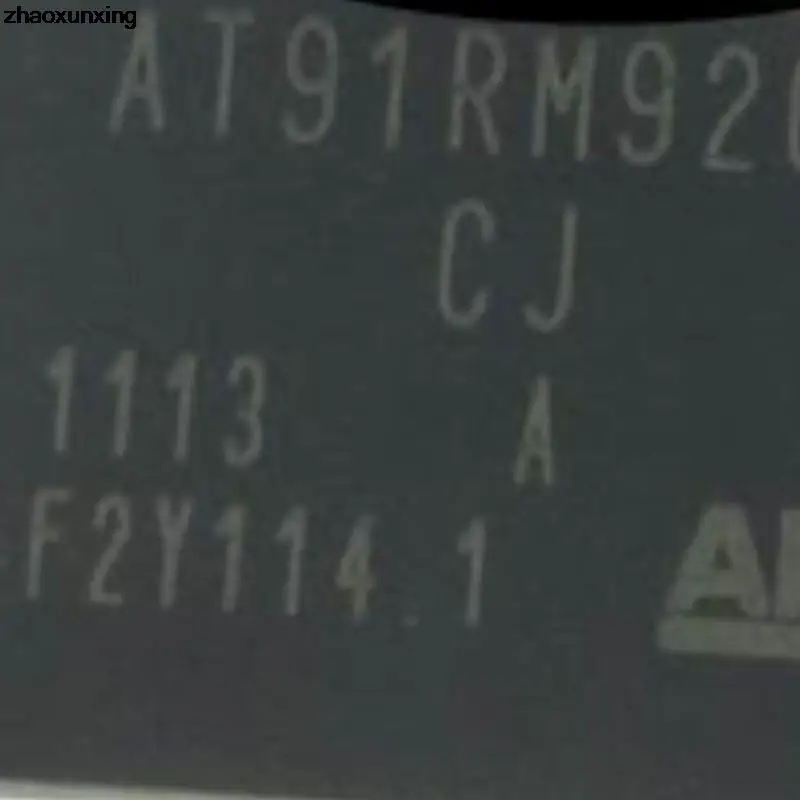 zhaoxunxing
AT91RM920
CJ
1113 A
F2Y114.1